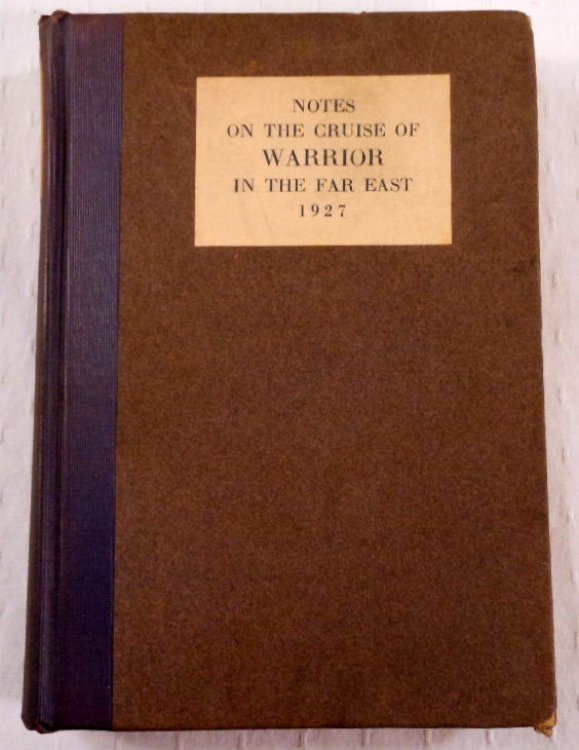 NOTES
ON THE CRUISE OF
WARRIOR
IN THE FAR EAST
1927